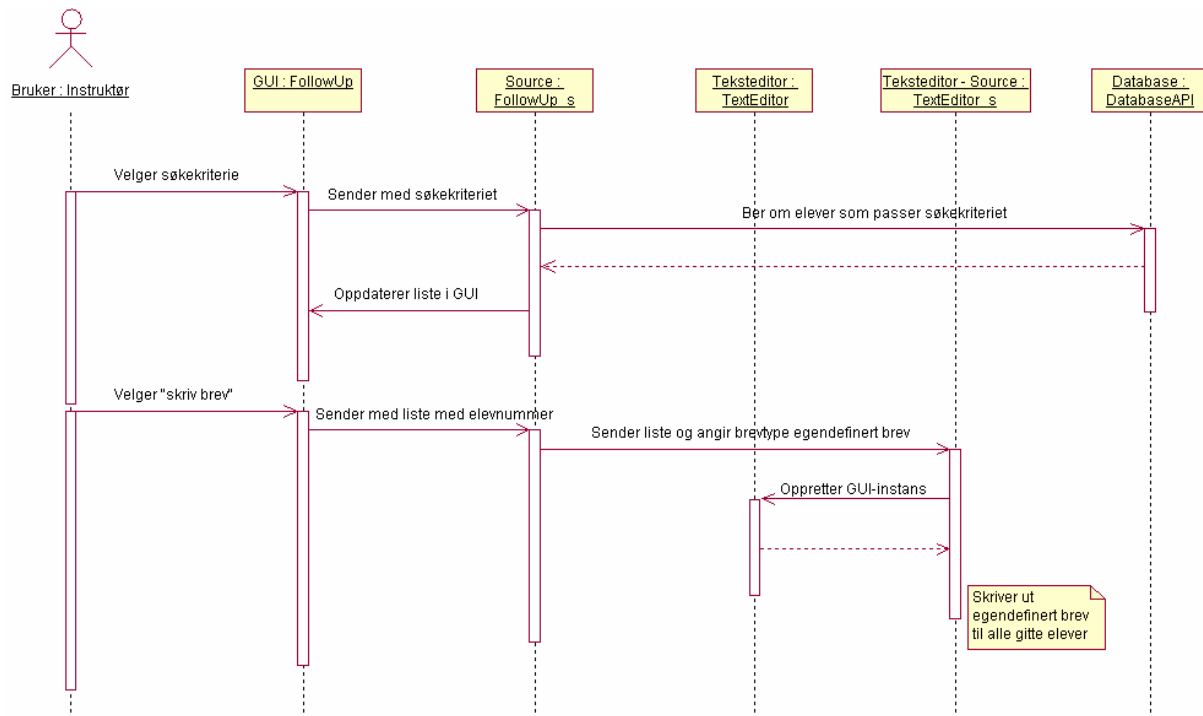 Bruker : Instruktør
GUI : FollowUp
Source :
FollowUp_s
Teksteditor :
TextEditor
Teksteditor - Source :
TextEditor_s
Database :
DatabaseAPI
Velger søkekriterie
Sender med søkekriteriet
Ber om elever som passer søkekriteriet
Oppdaterer liste i GUI
Velger "skriv brev"
Sender med liste med elevnummer
Sender liste og angir brevtype egendefinert brev
Oppretter GUI-instans
Skriver ut
egendefinert brev
til alle gitte elever